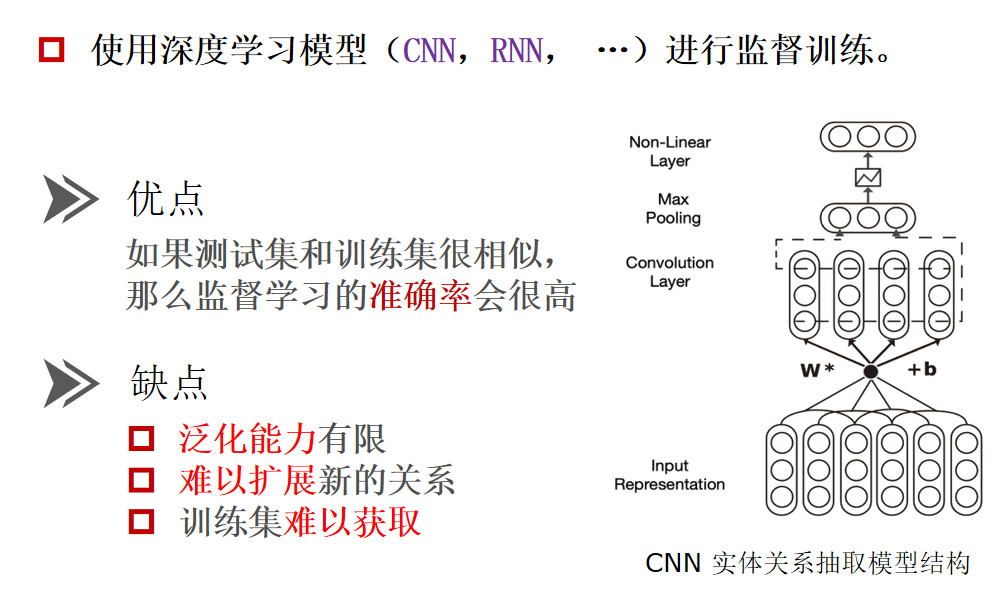 使用深度学习模型（CNN，RNN， …）进行监督训练。
优点
如果测试集和训练集很相似，
那么监督学习的准确率会很高
缺点
泛化能力有限
难以扩展新的关系
训练集难以获取
Non-Linear
Layer
Max
Pooling
Convolution
Layer
W* +b
Input
Representation
CNN 实体关系抽取模型结构